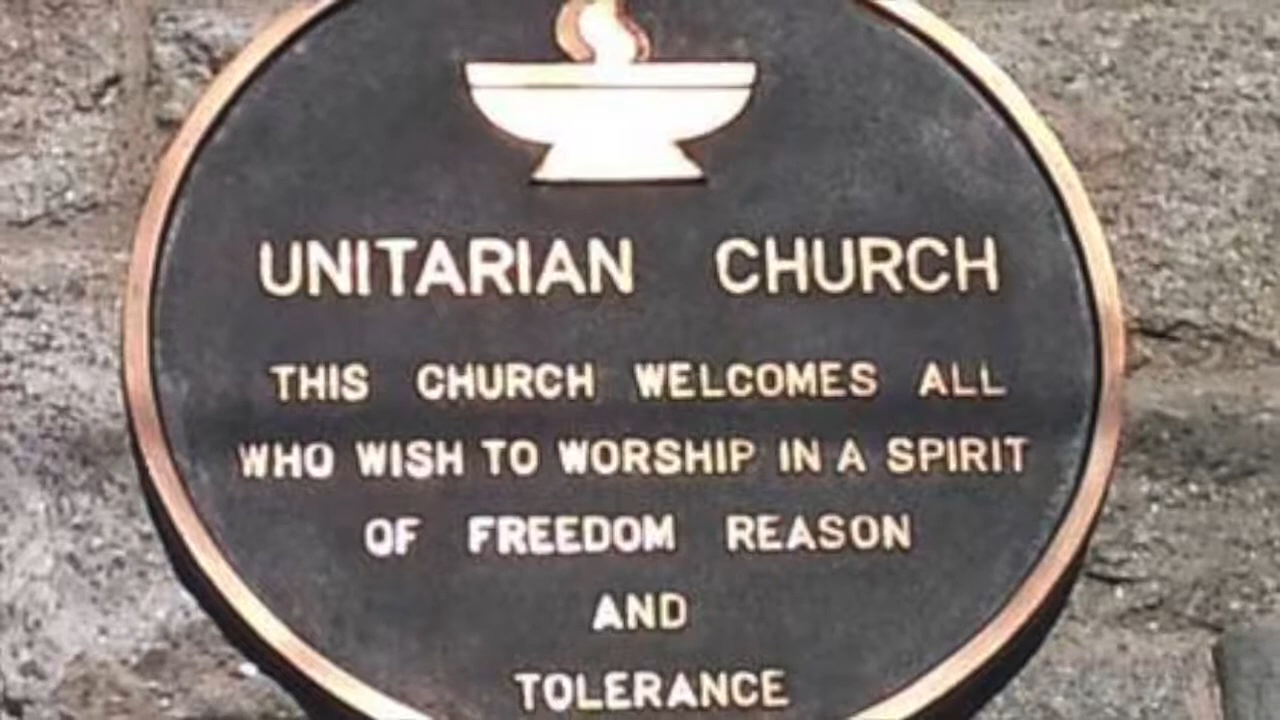 UNITARIAN CHURCH
THIS CHURCH WELCOMES ALL
WHO WISH TO WORSHIP IN A SPIRIT
OF FREEDOM REASON
AND
TOLERANCE